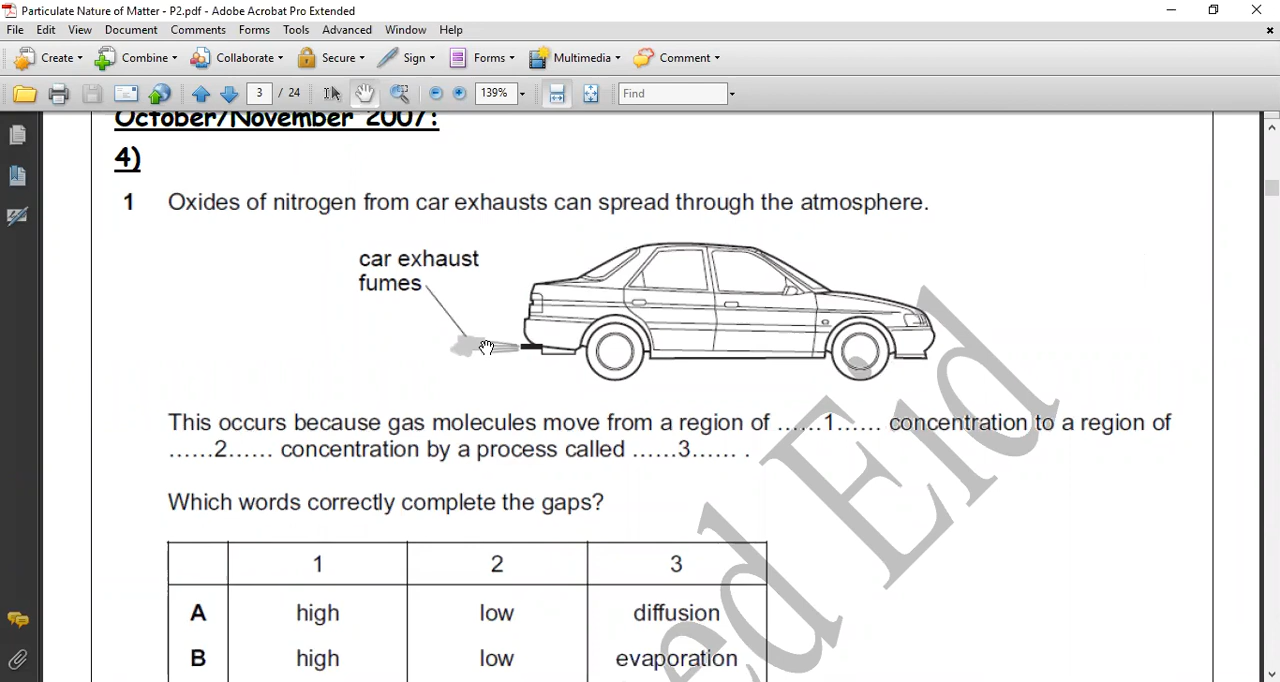 Particulate Nature of Matter - P2.pdf - Adobe Acrobat Pro Extended
File Edit View Document Comments Forms Tools Advanced Window Help
Create Combine Collaborate Secure Sign Forms Multimedia Comment
3 / 24 139% Find
October/November 2007:
4)
1 Oxides of nitrogen from car exhausts can spread through the atmosphere.
car exhaust
fumes
This occurs because gas molecules move from a region of ......1...... concentration to a region of
......2...... concentration by a process called ......3...... .
Which words correctly complete the gaps?
1 2 3
A high low diffusion
B high low evaporation
ed Eid